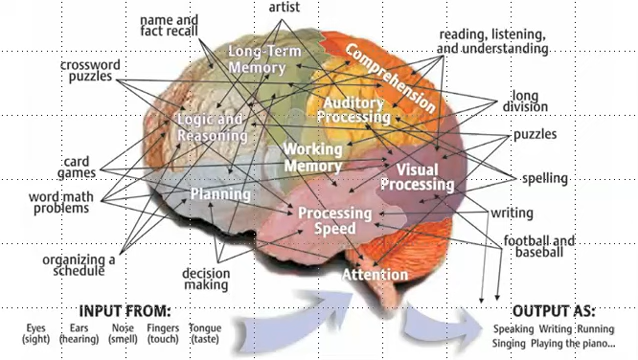 artist
name and
fact recall
reading, listening,
and understanding
crossword
puzzles
Long-Term
Memory
Comprehension
long
division
Auditory
Processing
Logic and
Reasoning
puzzles
Working
Memory
card
games
Visual
Processing
spelling
word math
problems
Planning
writing
Processing
Speed
football and
baseball
organizing a
schedule
decision
making
Attention
INPUT FROM:
Eyes Ears Nose Fingers Tongue
(sight) (hearing) (smell) (touch) (taste)
OUTPUT AS:
Speaking Writing Running
Singing Playing the piano...